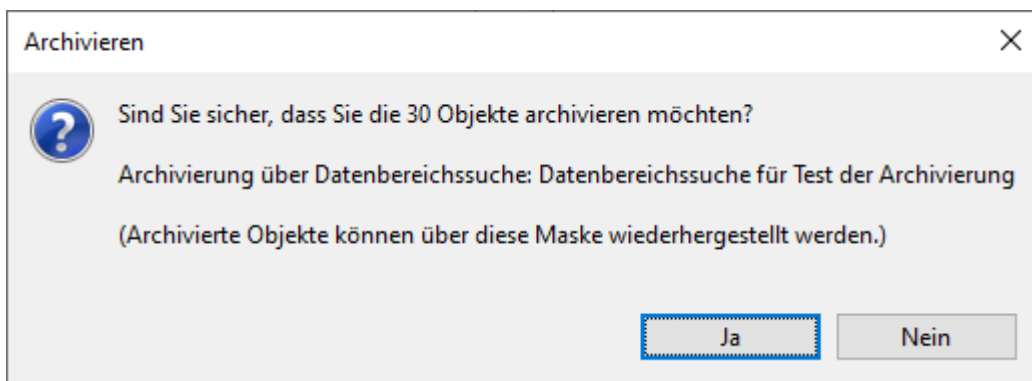 Archivieren
Sind Sie sicher, dass Sie die 30 Objekte archivieren möchten?
Archivierung über Datenbereichssuche: Datenbereichssuche für Test der Archivierung
(Archivierte Objekte können über diese Maske wiederhergestellt werden.)
Ja
Nein